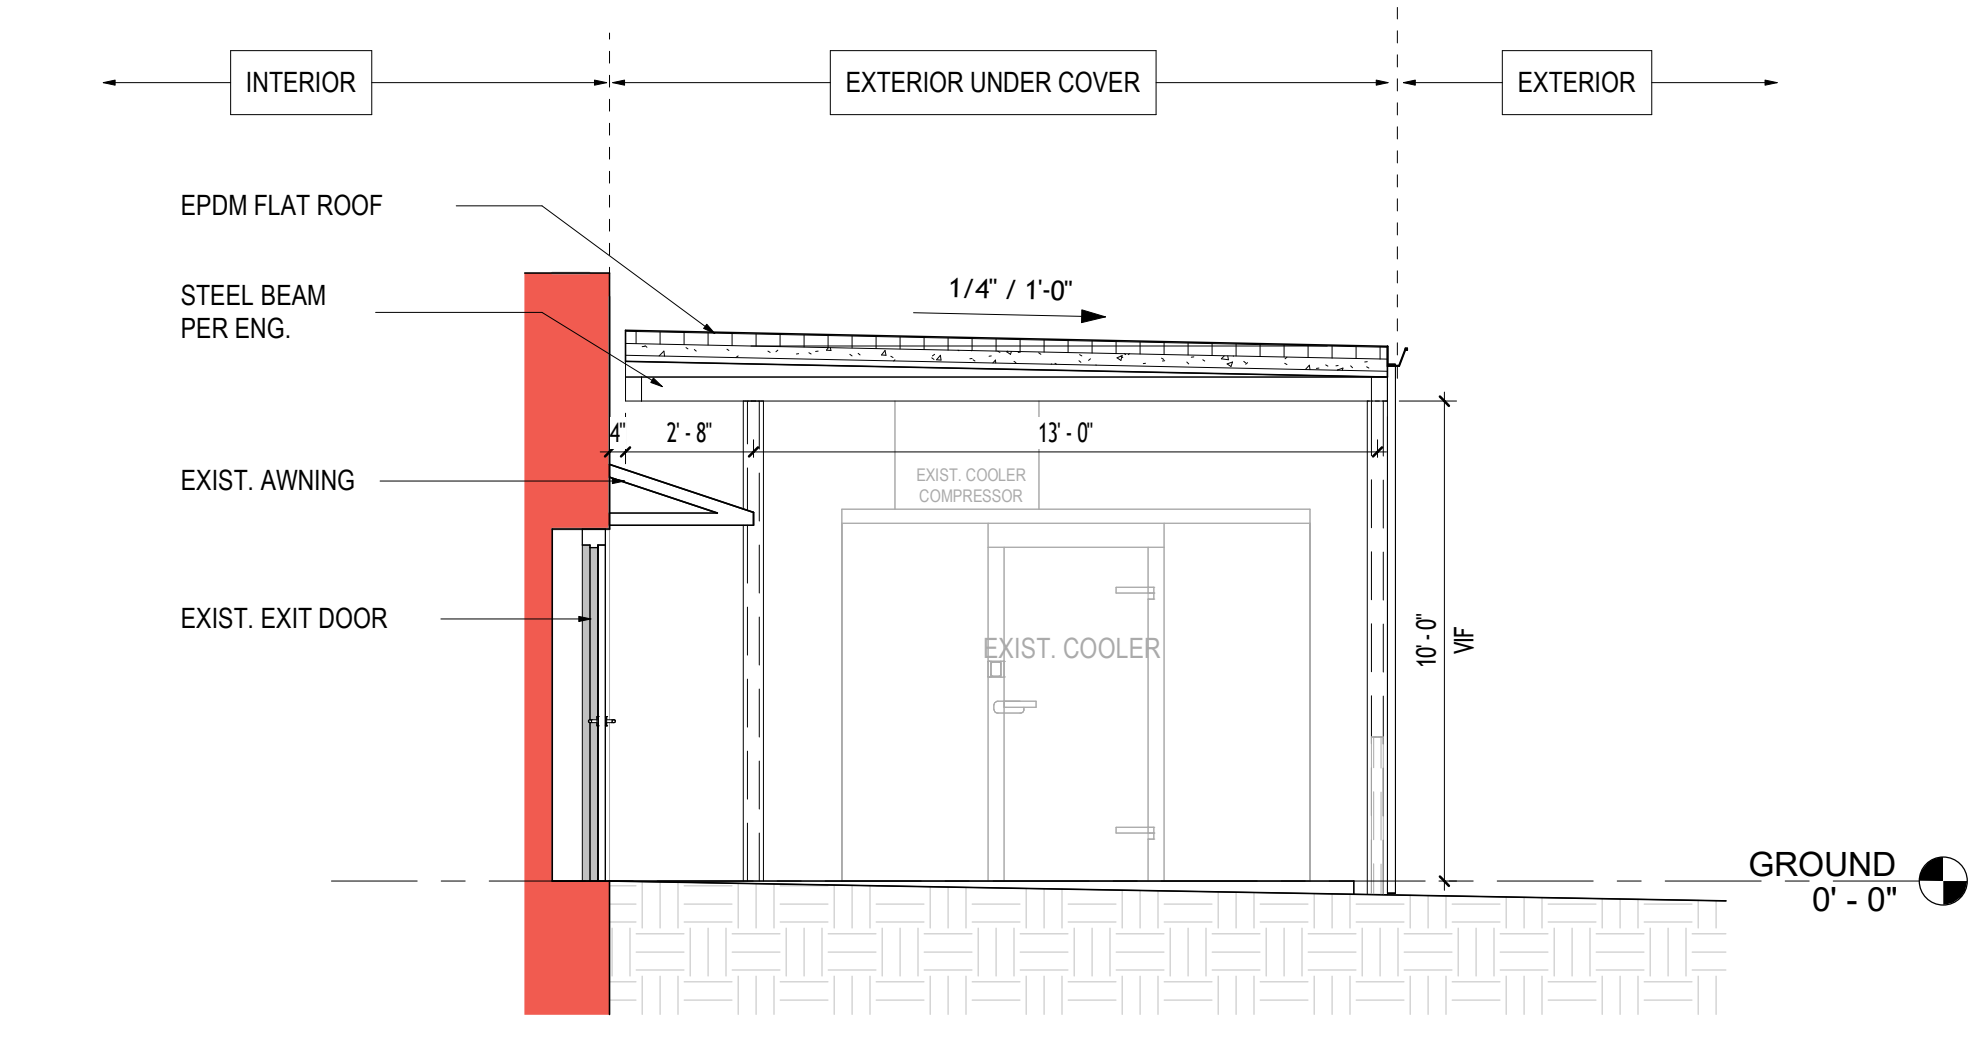 INTERIOR
EXTERIOR UNDER COVER
EXTERIOR
EPDM FLAT ROOF
STEEL BEAM
PER ENG.
1/4" / 1'-0"
4"
2' - 8"
13' - 0"
EXIST. AWNING
EXIST. COOLER
COMPRESSOR
EXIST. EXIT DOOR
EXIST. COOLER
10' - 0"
VIF
GROUND
0' - 0"